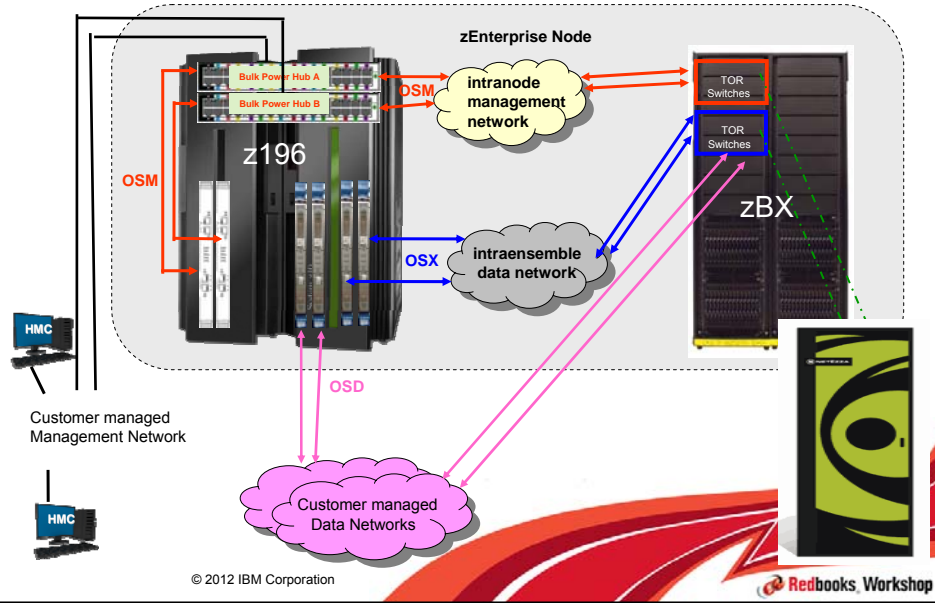 zEnterprise Node
Bulk Power Hub A
Bulk Power Hub B
OSM
intranode
management
network
TOR
Switches
TOR
Switches
z196
OSM
zBX
OSX
intraensemble
data network
HMC
NETEZZA
OSD
Customer managed
Management Network
Customer managed
Data Networks
HMC
© 2012 IBM Corporation
Redbooks Workshop